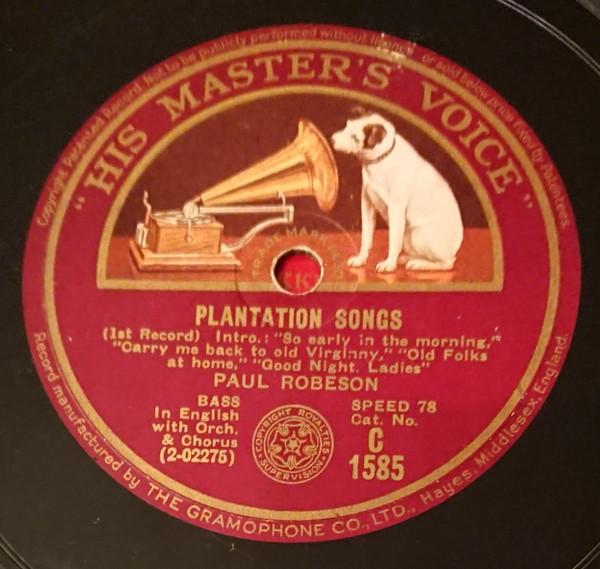 Copyright. Patented Record. Not to be publicly performed without licence or sold below price fixed by Patentees.
"HIS MASTER'S VOICE"
TRADE MARK
PLANTATION SONGS
(1st Record) Intro.: "So early in the morning,"
"Carry me back to old Virginny," "Old Folks
at home," "Good Night, Ladies"
PAUL ROBESON
BASS
In English
with Orch.
& Chorus
(2-02275)
COPYRIGHT ROYALTIES
SUPERVISION
SPEED 78
Cat. No.
C
1585
Record manufactured by THE GRAMOPHONE CO., LTD., Hayes, Middlesex, England.